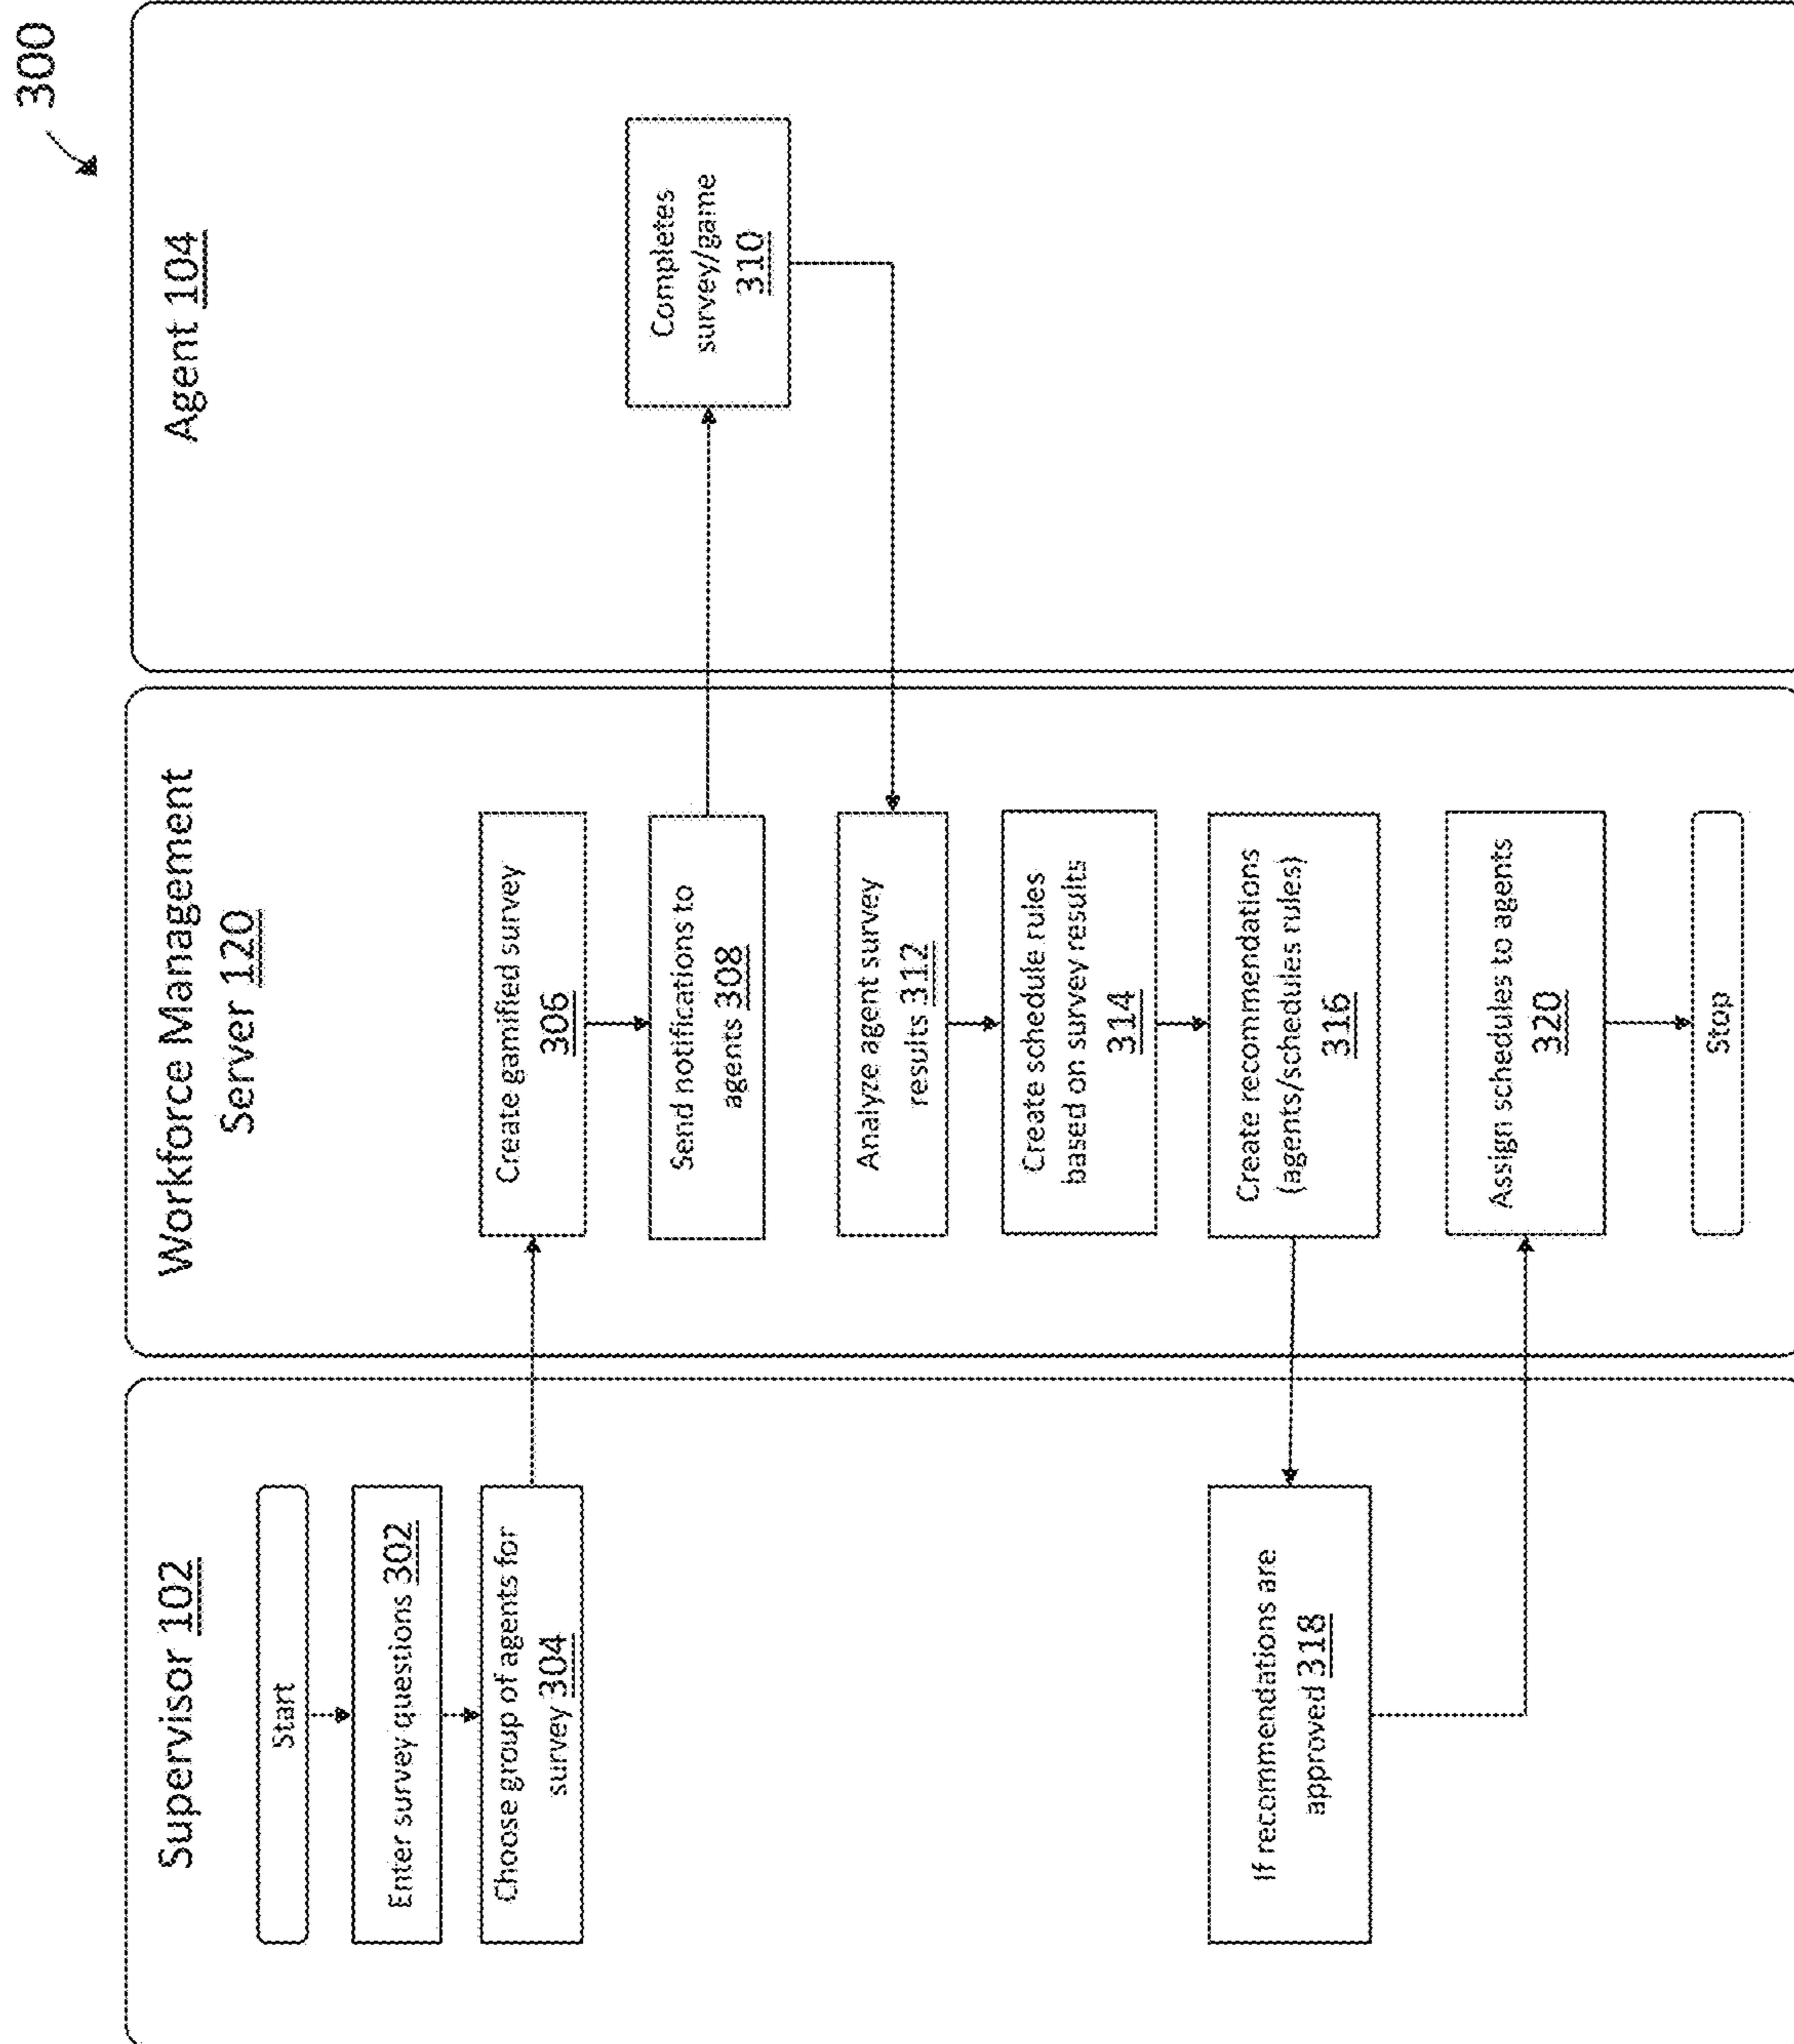 300
Supervisor 102
Start
Enter survey questions 302
Choose group of agents for
survey 304
If recommendations are
approved 318
Workforce Management
Server 120
Create gamified survey
306
Send notifications to
agents 308
Analyze agent survey
results 312
Create schedule rules
based on survey results
314
Create recommendations
(agents/schedules rules)
316
Assign schedules to agents
320
Stop
Agent 104
Completes
survey/game
310